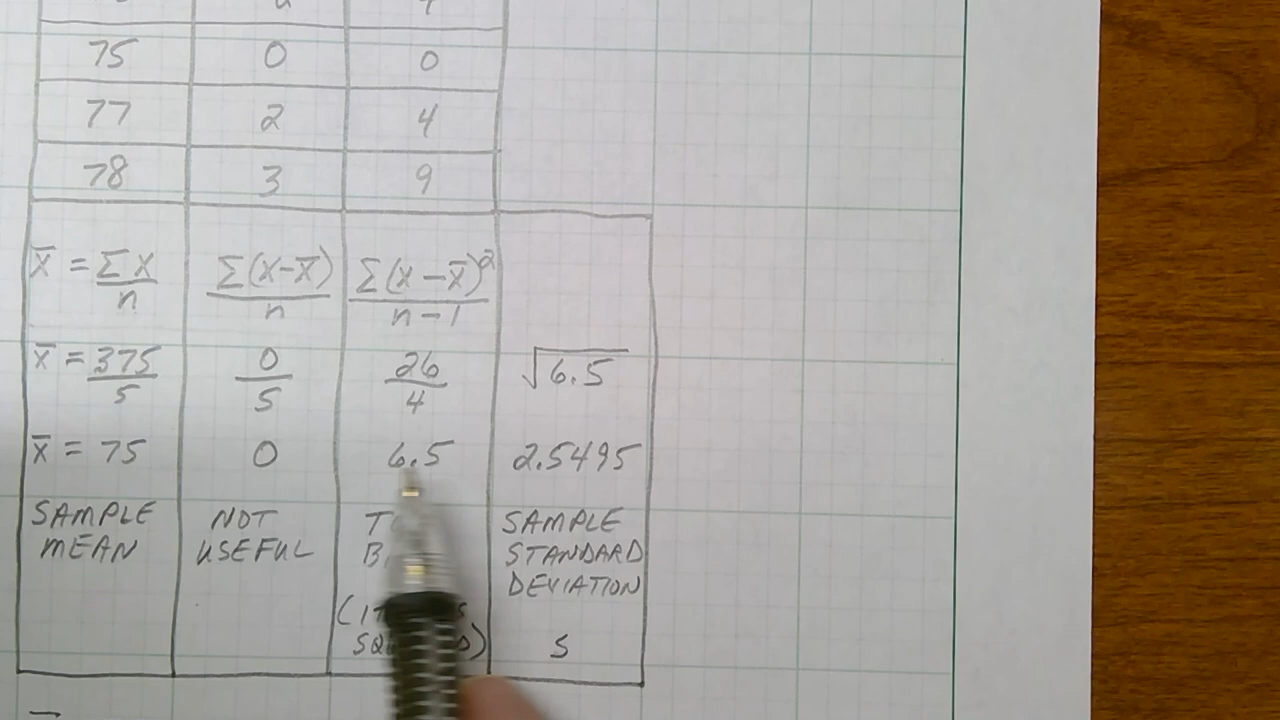 75 0 0
77 2 4
78 3 9
x̄ = Σx/n Σ(x-x̄)/n Σ(x-x̄)²/n-1
x̄ = 375/5 0/5 26/4 √6.5
x̄ = 75 0 6.5 2.5495
SAMPLE NOT SAMPLE
MEAN USEFUL STANDARD
DEVIATION
S